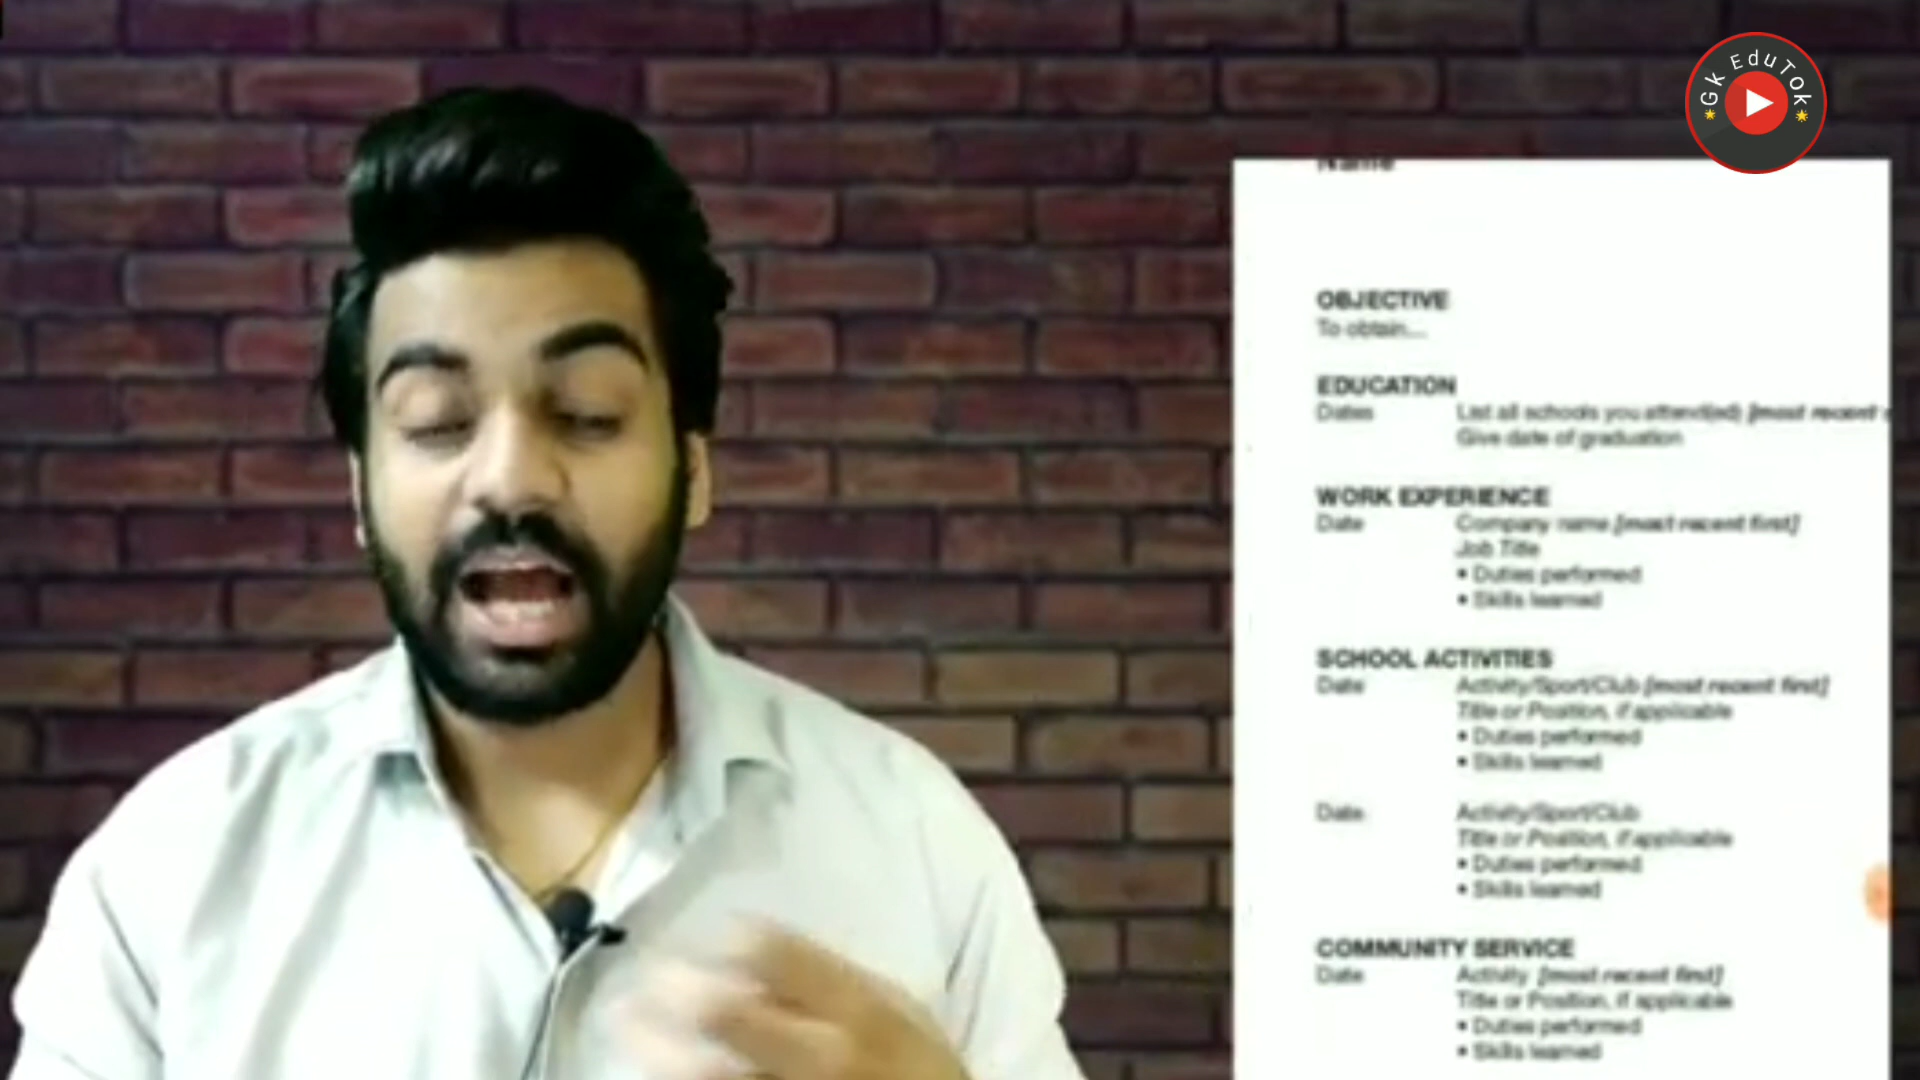 GK EduTok
Name
OBJECTIVE
To obtain...
EDUCATION
Dates List all schools you attend(ed) [most recent
Give date of graduation
WORK EXPERIENCE
Date Company name [most recent first]
Job Title
• Duties performed
• Skills learned
SCHOOL ACTIVITIES
Date Activity/Sport/Club [most recent first]
Title or Position, if applicable
• Duties performed
• Skills learned
Date Activity/Sport/Club
Title or Position, if applicable
• Duties performed
• Skills learned
COMMUNITY SERVICE
Date Activity [most recent first]
Title or Position, if applicable
• Duties performed
• Skills learned